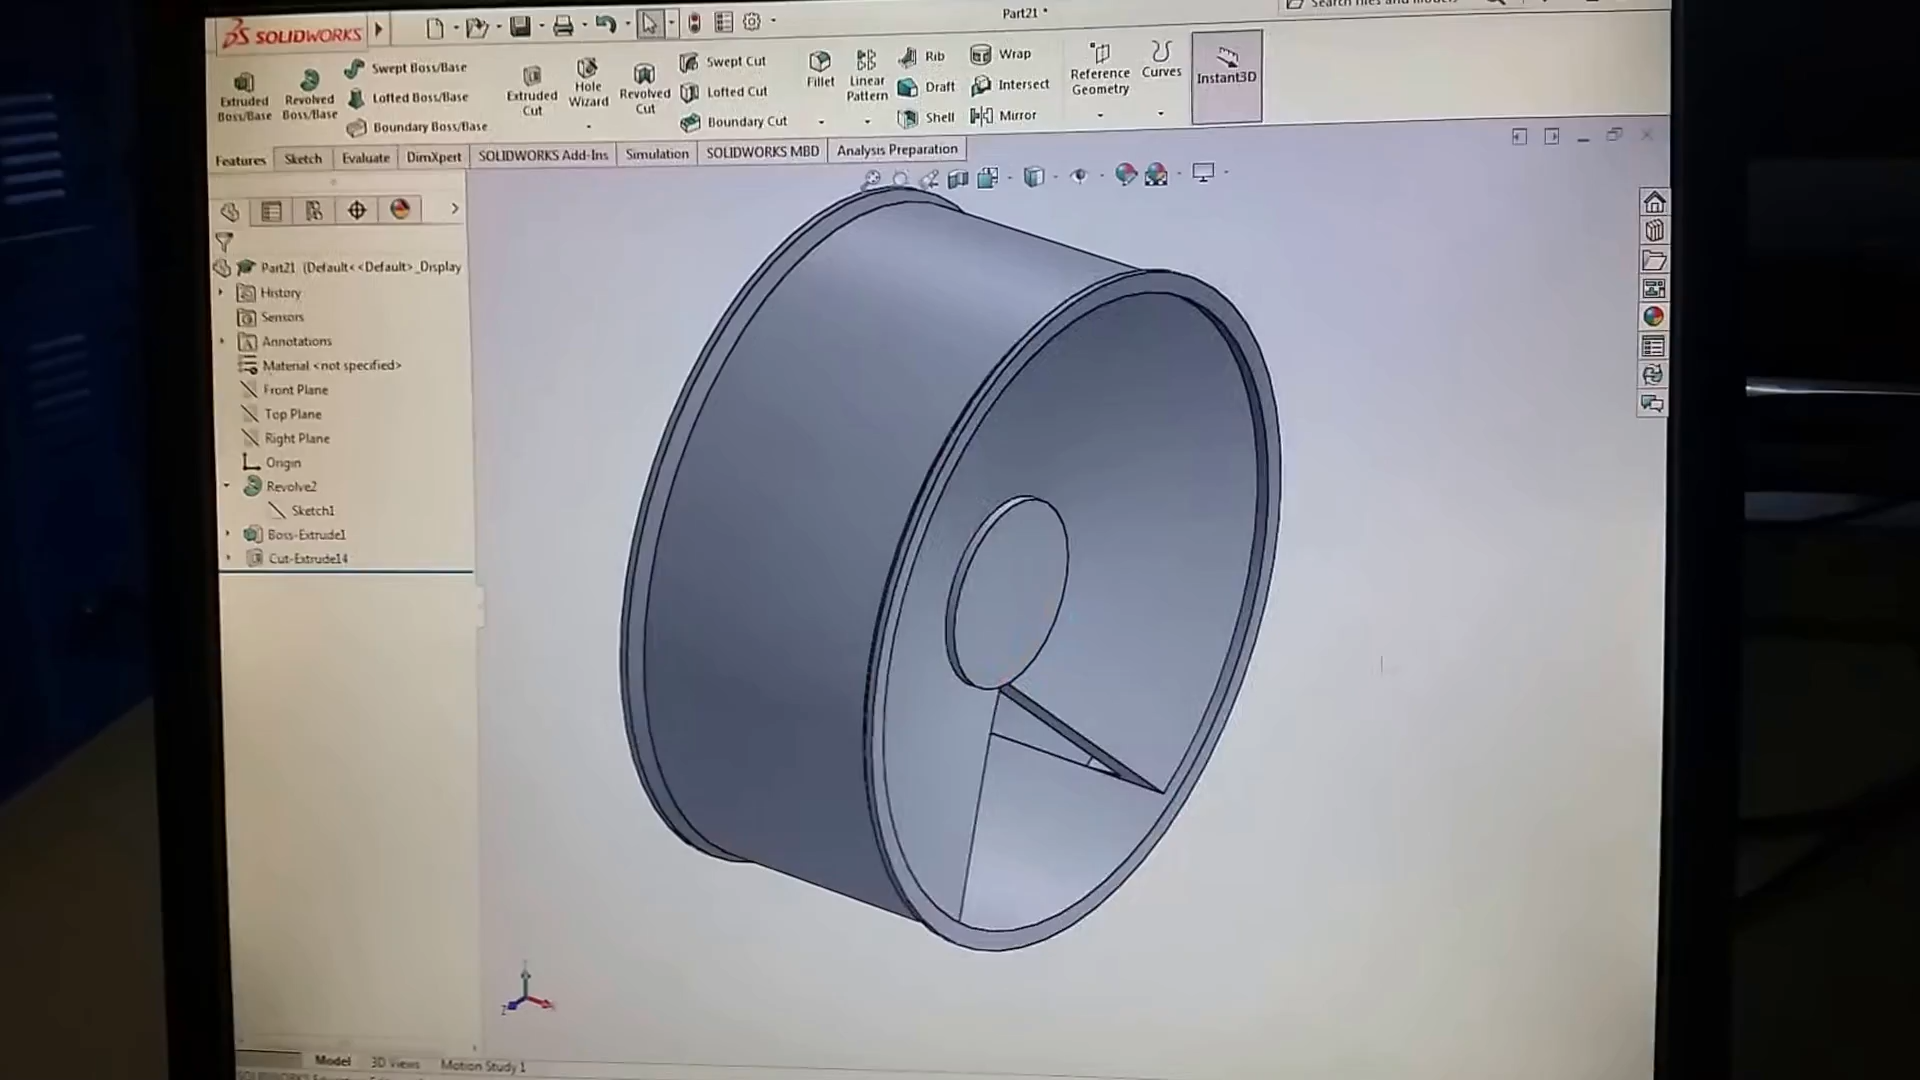 Part21 *
SOLIDWORKS
Extruded Boss/Base
Revolved Boss/Base
Swept Boss/Base
Lofted Boss/Base
Boundary Boss/Base
Extruded Cut
Hole Wizard
Revolved Cut
Swept Cut
Lofted Cut
Boundary Cut
Fillet
Linear Pattern
Rib
Draft
Shell
Wrap
Intersect
Mirror
Reference Geometry
Curves
Instant3D
Features
Sketch
Evaluate
DimXpert
SOLIDWORKS Add-Ins
Simulation
SOLIDWORKS MBD
Analysis Preparation
Part21 (Default<<Default>_Display
History
Sensors
Annotations
Material <not specified>
Front Plane
Top Plane
Right Plane
Origin
Revolve2
Sketch1
Boss-Extrude1
Cut-Extrude14
Z
Model
3D Views
Motion Study 1